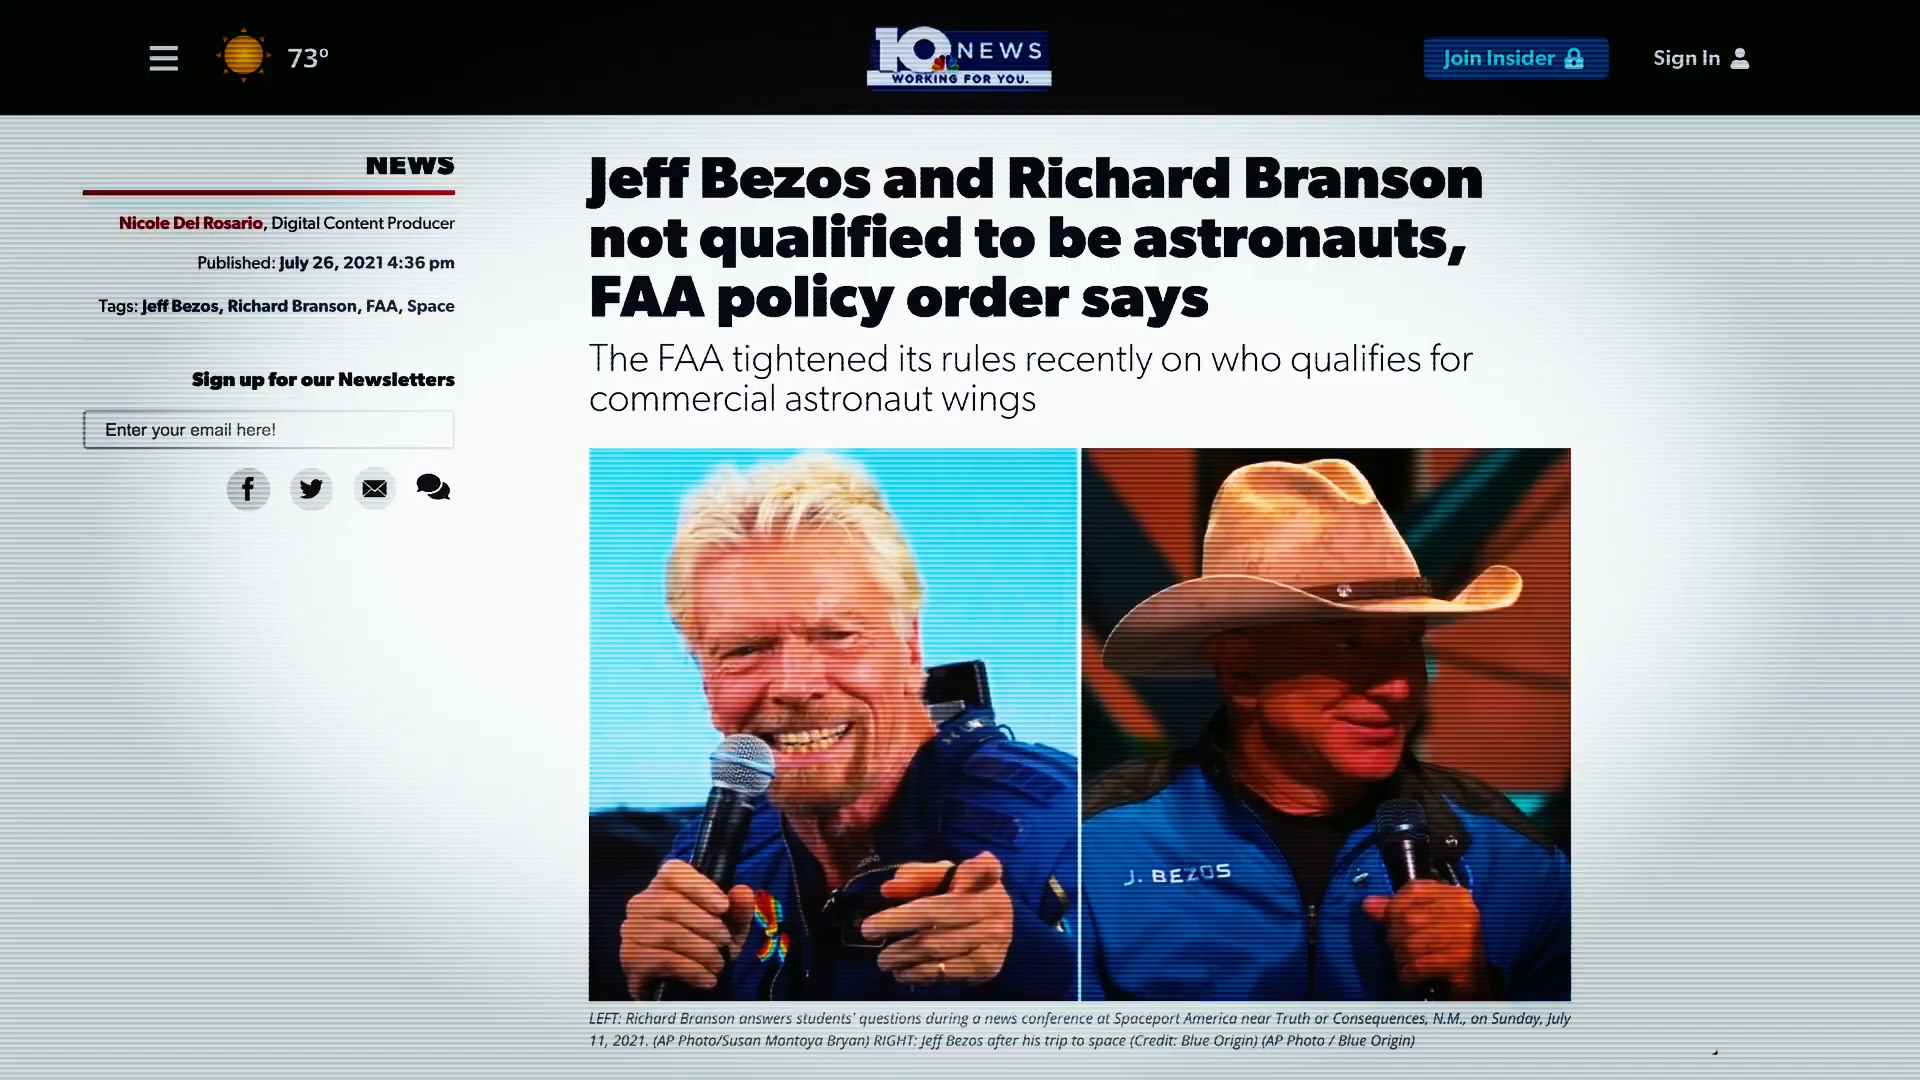 73°
10 NEWS
WORKING FOR YOU.
Join Insider
Sign In
NEWS
Nicole Del Rosario, Digital Content Producer
Published: July 26, 2021 4:36 pm
Tags: Jeff Bezos, Richard Branson, FAA, Space
Sign up for our Newsletters
Enter your email here!
Jeff Bezos and Richard Branson
not qualified to be astronauts,
FAA policy order says
The FAA tightened its rules recently on who qualifies for
commercial astronaut wings
J. BEZOS
LEFT: Richard Branson answers students' questions during a news conference at Spaceport America near Truth or Consequences, N.M., on Sunday, July
11, 2021. (AP Photo/Susan Montoya Bryan) RIGHT: Jeff Bezos after his trip to space (Credit: Blue Origin) (AP Photo / Blue Origin)